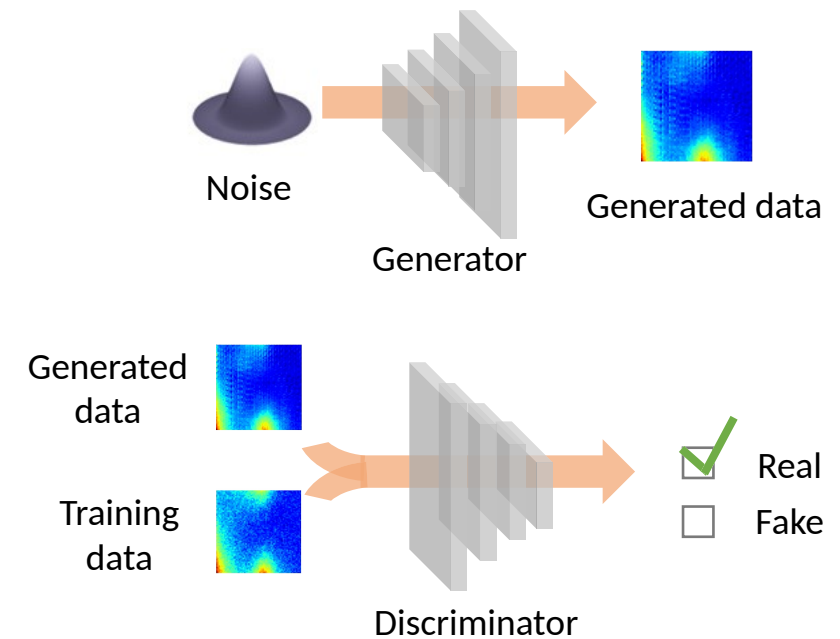 Noise
Generated data
Generator
Generated
data
Training
data
Real
Fake
Discriminator